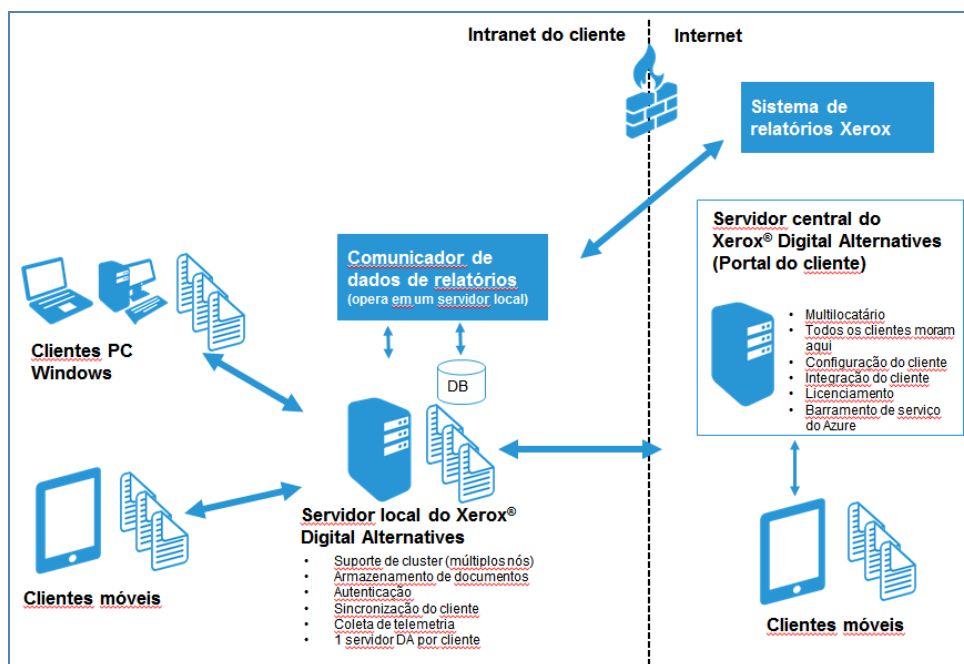 Intranet do cliente
Internet
Sistema de
relatórios Xerox
Servidor central do
Xerox® Digital Alternatives
(Portal do cliente)
• Multilocatário
• Todos os clientes moram
aqui
• Configuração do cliente
• Integração do cliente
• Licenciamento
• Barramento de serviço
do Azure
Comunicador de
dados de relatórios
(opera em um servidor local)
DB
Clientes PC
Windows
Servidor local do Xerox®
Digital Alternatives
• Suporte de cluster (múltiplos nós)
• Armazenamento de documentos
• Autenticação
• Sincronização do cliente
• Coleta de telemetria
• 1 servidor DA por cliente
Clientes móveis
Clientes móveis